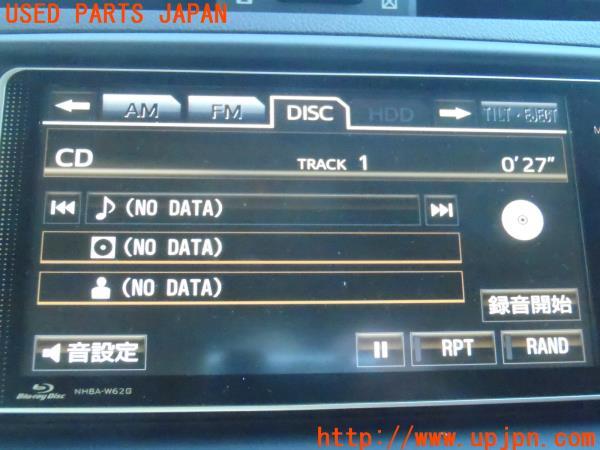 USED PARTS JAPAN
AM FM DISC HDD TILT・EJECT
CD TRACK 1 0'27"
(NO DATA)
(NO DATA)
(NO DATA)
録音開始
音設定 RPT RAND
Blu-ray Disc NHBA-W62G
http://www.upjpn.com